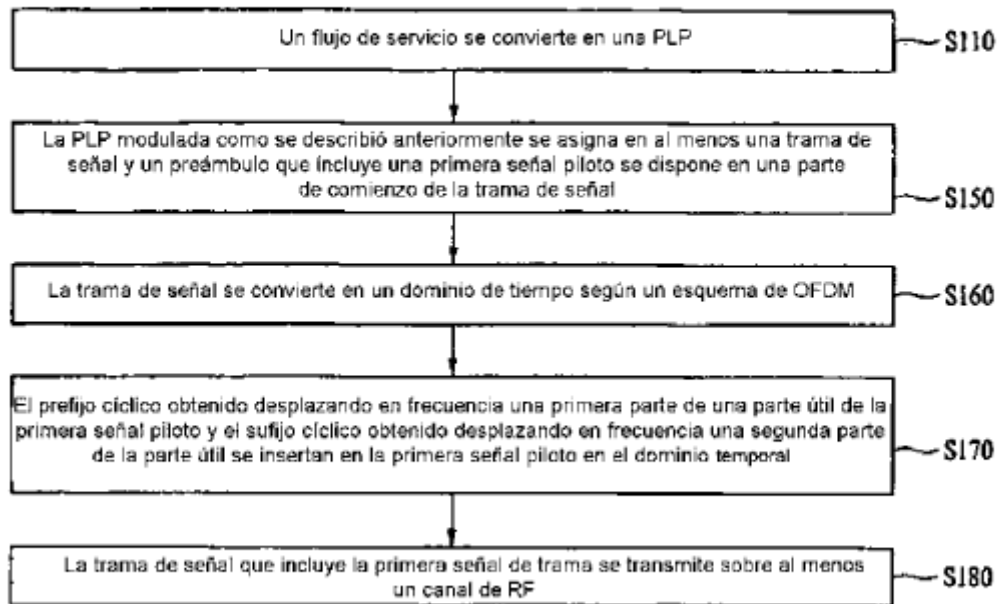 Un flujo de servicio se convierte en una PLP
S110
La PLP modulada como se describió anteriormente se asigna en al menos una trama de
señal y un preámbulo que incluye una primera señal piloto se dispone en una parte
de comienzo de la trama de señal
S150
La trama de señal se convierte en un dominio de tiempo según un esquema de OFDM
S160
El prefijo cíclico obtenido desplazando en frecuencia una primera parte de una parte útil de la
primera señal piloto y el sufijo cíclico obtenido desplazando en frecuencia una segunda parte
de la parte útil se insertan en la primera señal piloto en el dominio temporal
S170
La trama de señal que incluye la primera señal de trama se transmite sobre al menos
un canal de RF
S180